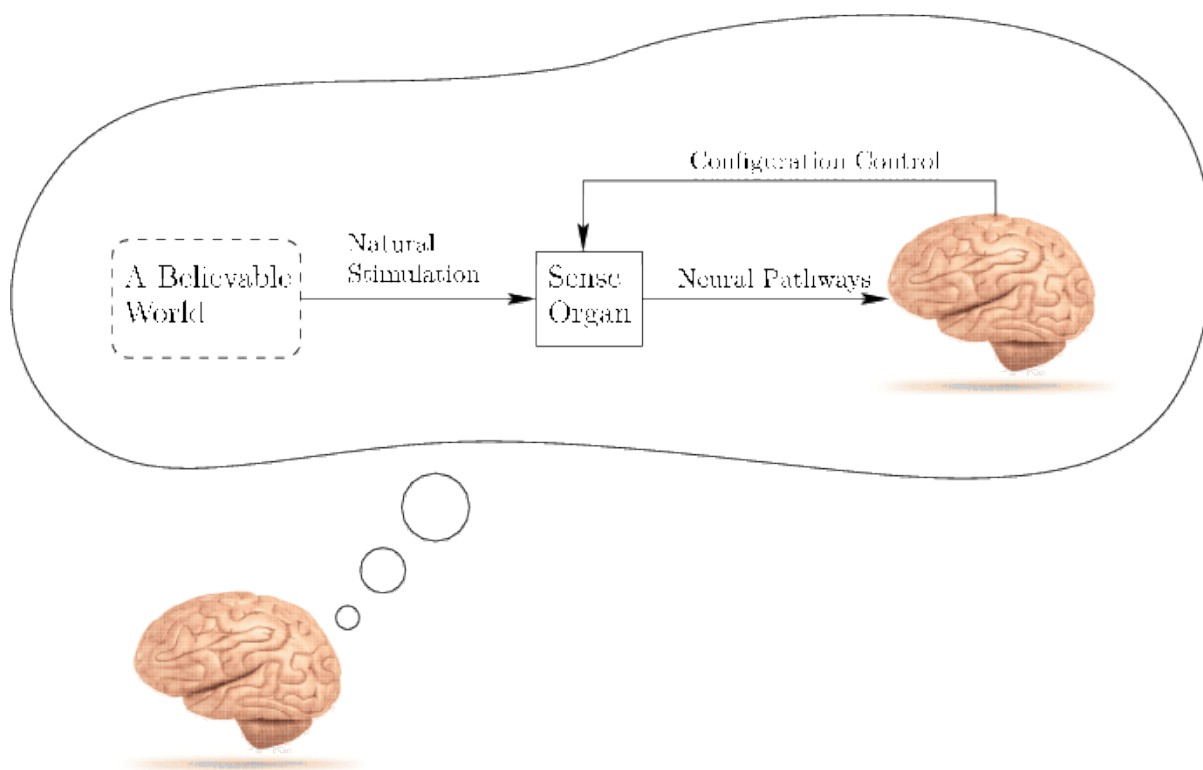 Configuration Control
Natural
Stimulation
A Believable
World
Sense
Organ
Neural Pathways